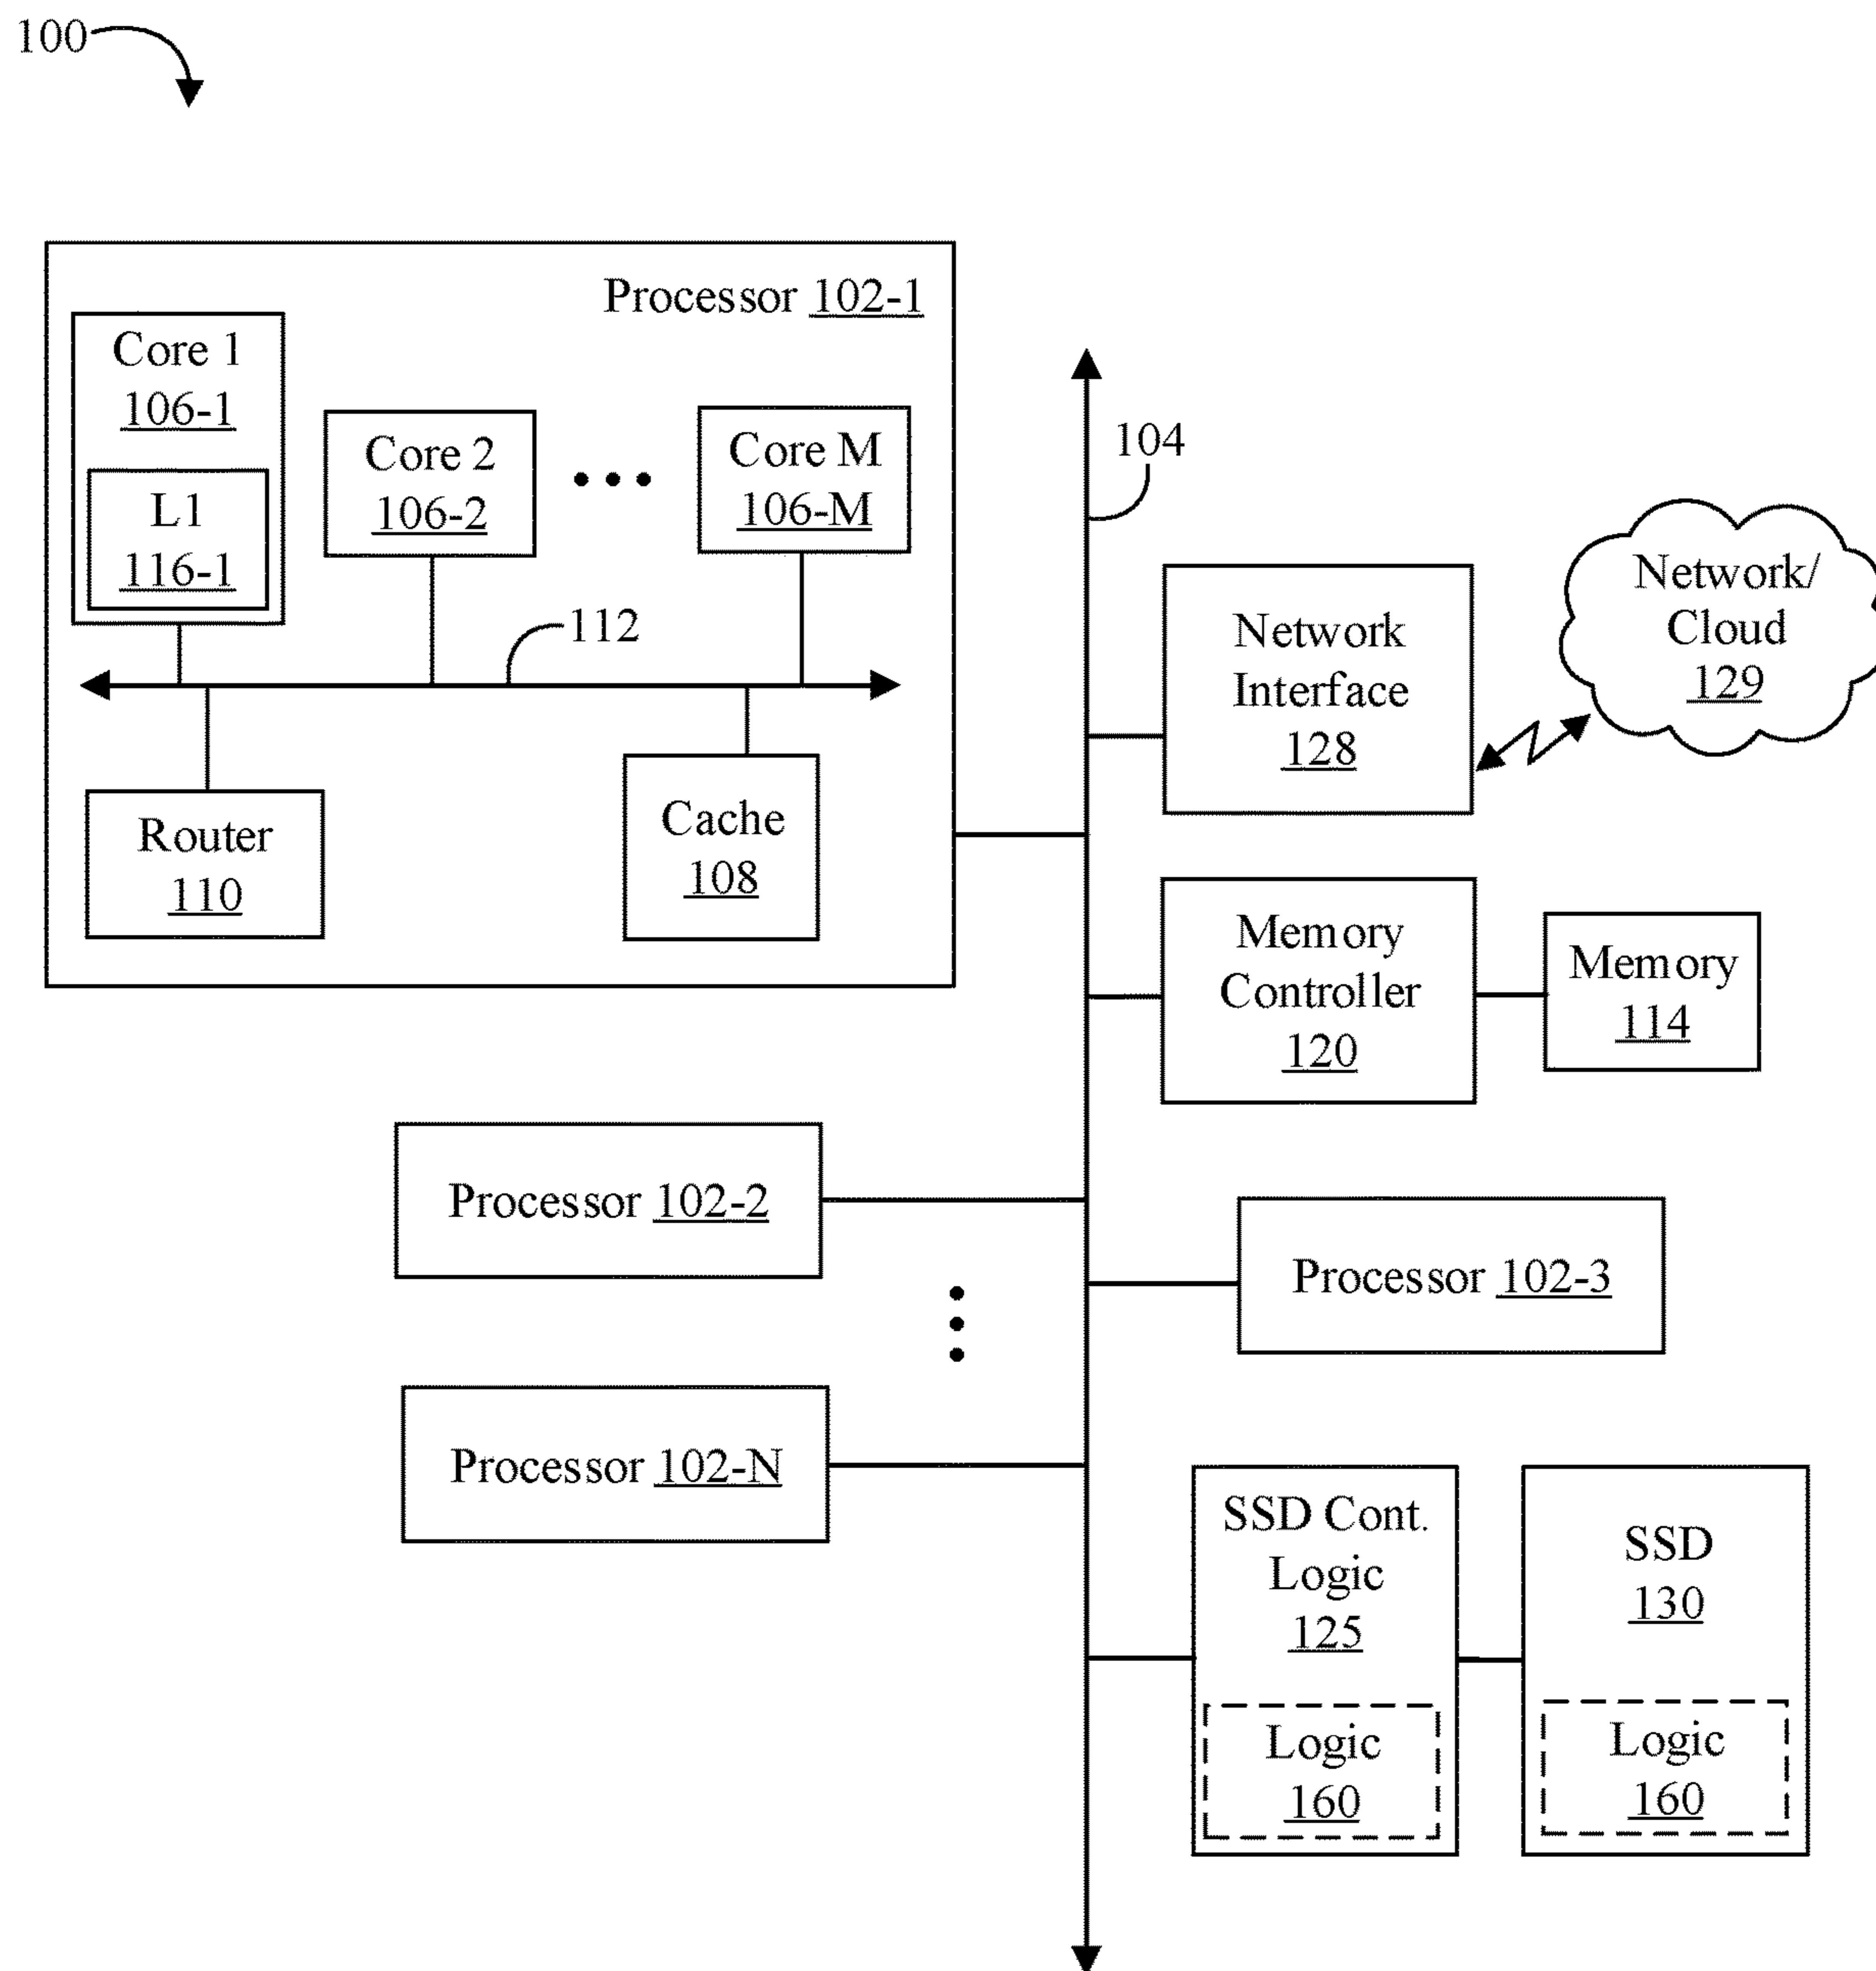 100
Processor 102-1
Core 1
106-1
L1
116-1
Core 2
106-2
Core M
106-M
112
Router
110
Cache
108
104
Network
Interface
128
Network/
Cloud
129
Memory
Controller
120
Memory
114
Processor 102-2
Processor 102-3
Processor 102-N
SSD Cont.
Logic
125
Logic
160
SSD
130
Logic
160